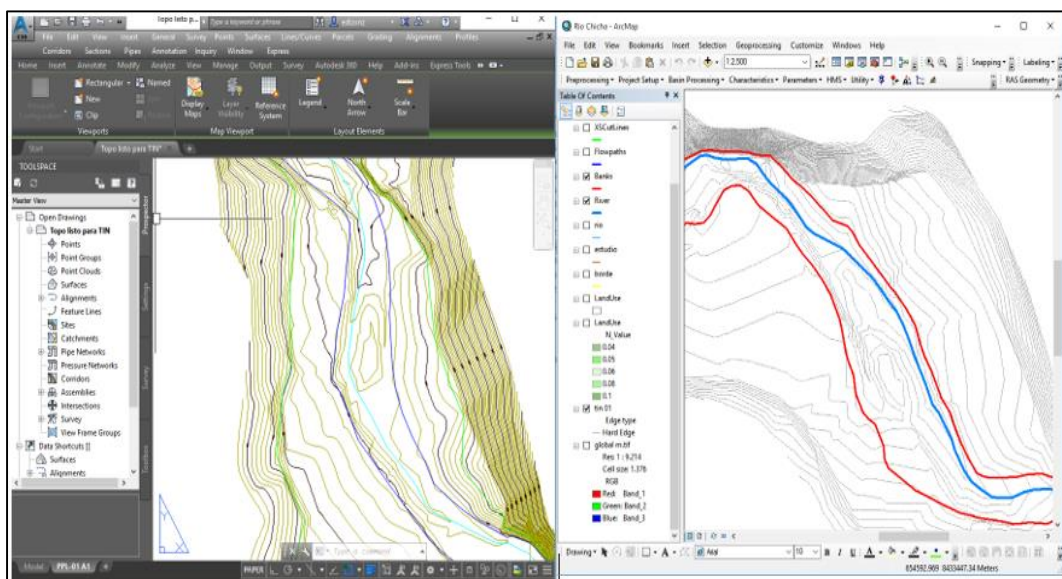 Topo listo p...
Type a keyword or phrase
File Edit View Insert General Survey Points Surfaces Lines/Curves Parcels Grading Alignments Profiles
Corridors Sections Pipes Annotation Inquiry Window Express
Home Insert Annotate Modify Analyze View Manage Output Survey Autodesk 360 Help Add-ins Express Tools
Rectangular
Named
New
Clip
Display Maps
Layer Visibility
Reference System
Legend
North Arrow
Scale Bar
Viewports
Map Viewport
Layout Elements
Start
Topo listo para TIN*
TOOLSPACE
Master View
Open Drawings
Topo listo para TIN
Points
Point Groups
Point Clouds
Surfaces
Alignments
Feature Lines
Sites
Catchments
Pipe Networks
Pressure Networks
Corridors
Assemblies
Intersections
Survey
View Frame Groups
Data Shortcuts []
Surfaces
Alignments
Prospector
Settings
Survey
Toolbox
Type a command
Model
PPL-01 A1
PAPER
Rio Chicha - ArcMap
File Edit View Bookmarks Insert Selection Geoprocessing Customize Windows Help
1:2.500
Snapping
Labeling
Preprocessing Project Setup Basin Processing Characteristics Parameters HMS Utility
RAS Geometry
Table Of Contents
XSCutLines
Flowpaths
Banks
River
rio
estudio
borde
LandUse
LandUse
N_Value
0.04
0.05
0.06
0.08
0.1
tin 01
Edge type
Hard Edge
global m.tif
RGB
Red: Band_1
Green: Band_2
Blue: Band_3
Drawing
Arial
10
B I U A
654592.969 8433447.34 Meters